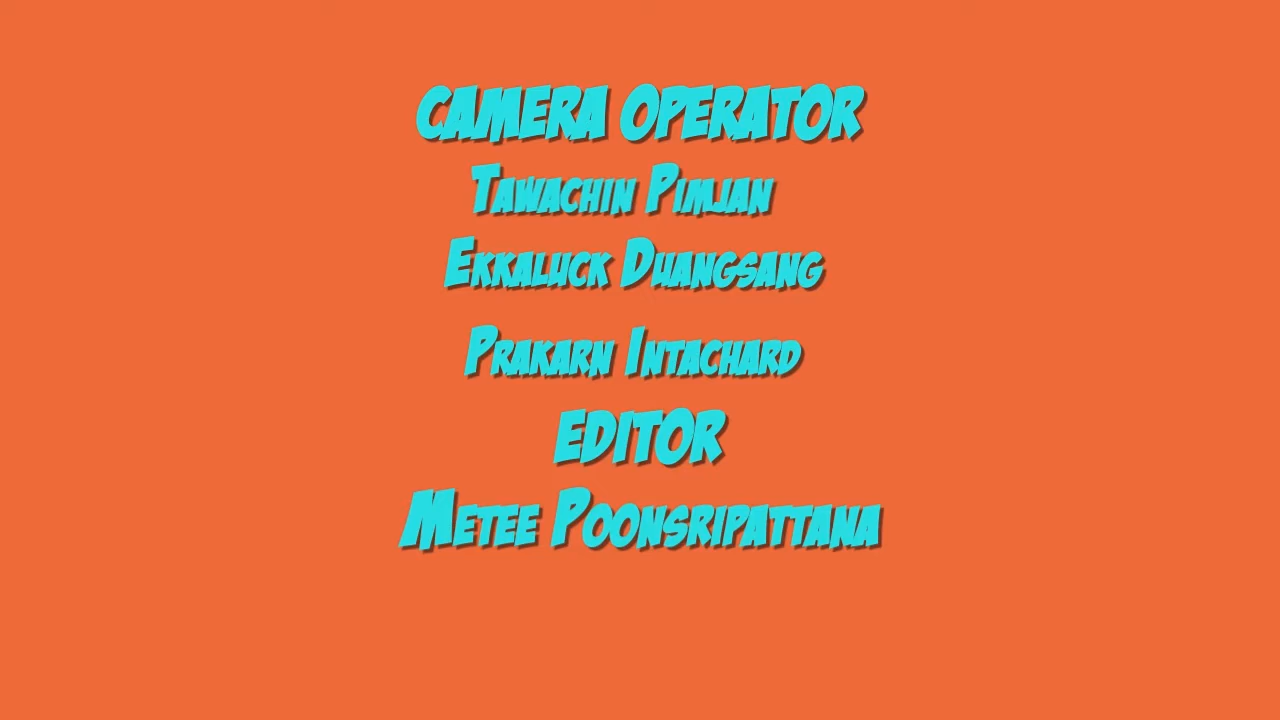 CAMERA OPERATOR
Tawachin Pimjan
Ekkaluck Duangsang
Prakarn Intachard
EDITOR
Metee Poonsripattana